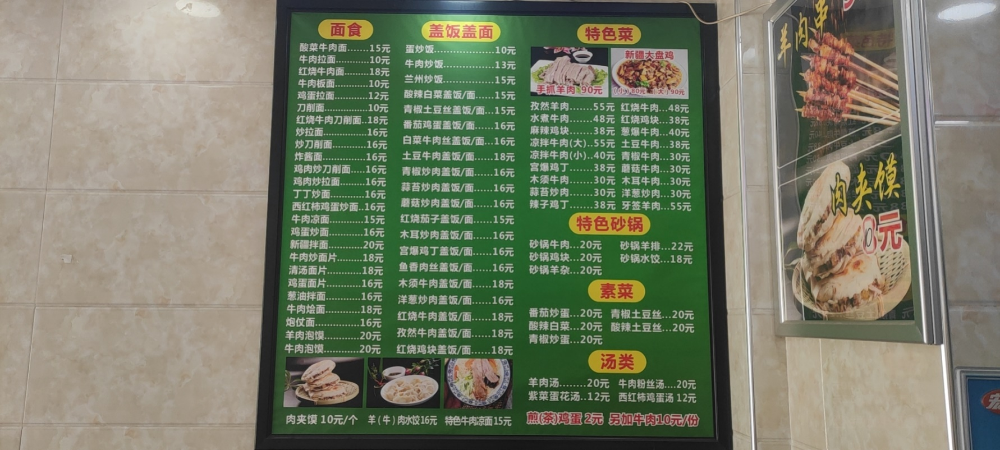 面食
酸菜牛肉面.......15元
牛肉拉面............10元
红烧牛肉面.........18元
牛肉板面............10元
鸡蛋拉面............12元
刀削面...............10元
红烧牛肉刀削面..18元
炒拉面...............16元
炒刀削面............16元
炸酱面...............16元
鸡肉炒刀削面.....16元
鸡肉炒拉面.........16元
丁丁炒面............16元
西红柿鸡蛋炒面..16元
牛肉凉面............15元
鸡蛋炒面............16元
新疆拌面............20元
牛肉炒面片.........18元
清汤面片............18元
鸡蛋面片............16元
葱油拌面............16元
牛肉烩面............18元
炮仗面...............16元
羊肉泡馍............20元
牛肉泡馍............20元
肉夹馍 10元/个
羊(牛)肉水饺16元
特色牛肉凉面15元
盖饭盖面
蛋炒饭....................10元
牛肉炒饭.................13元
兰州炒饭.................15元
酸辣白菜盖饭/面......15元
青椒土豆丝盖饭/面...15元
番茄鸡蛋盖饭/面......16元
白菜牛肉丝盖饭/面...16元
土豆牛肉盖饭/面......18元
青椒炒肉盖饭/面......16元
蒜苔炒肉盖饭/面......16元
蘑菇炒肉盖饭/面......16元
红烧茄子盖饭/面......15元
木耳炒肉盖饭/面......16元
宫爆鸡丁盖饭/面......16元
鱼香肉丝盖饭/面......16元
木须牛肉盖饭/面......18元
洋葱炒肉盖饭/面......16元
红烧牛肉盖饭/面......18元
孜然牛肉盖饭/面......18元
红烧鸡块盖饭/面......18元
特色菜
手抓羊肉 90元
新疆大盘鸡
(小)80元 (大)90元
孜然羊肉.......55元 红烧牛肉...48元
水煮牛肉.......48元 红烧鸡块...38元
麻辣鸡块.......38元 葱爆牛肉...40元
凉拌牛肉(大)..55元 土豆牛肉...38元
凉拌牛肉(小)..40元 青椒牛肉...30元
宫爆鸡丁.......38元 蘑菇牛肉...30元
木须牛肉.......30元 木耳牛肉...30元
蒜苔炒肉.......30元 洋葱炒肉...30元
辣子鸡丁.......38元 牙签羊肉...55元
特色砂锅
砂锅牛肉...20元 砂锅羊排...22元
砂锅鸡块...20元 砂锅水饺...18元
砂锅羊杂...20元
素菜
番茄炒蛋...20元 青椒土豆丝...20元
酸辣白菜...20元 酸辣土豆丝...20元
青椒炒蛋...20元
汤类
羊肉汤........20元 牛肉粉丝汤....20元
紫菜蛋花汤..12元 西红柿鸡蛋汤 12元
煎(茶)鸡蛋 2元 另加牛肉10元/份
羊肉串
肉夹馍
元